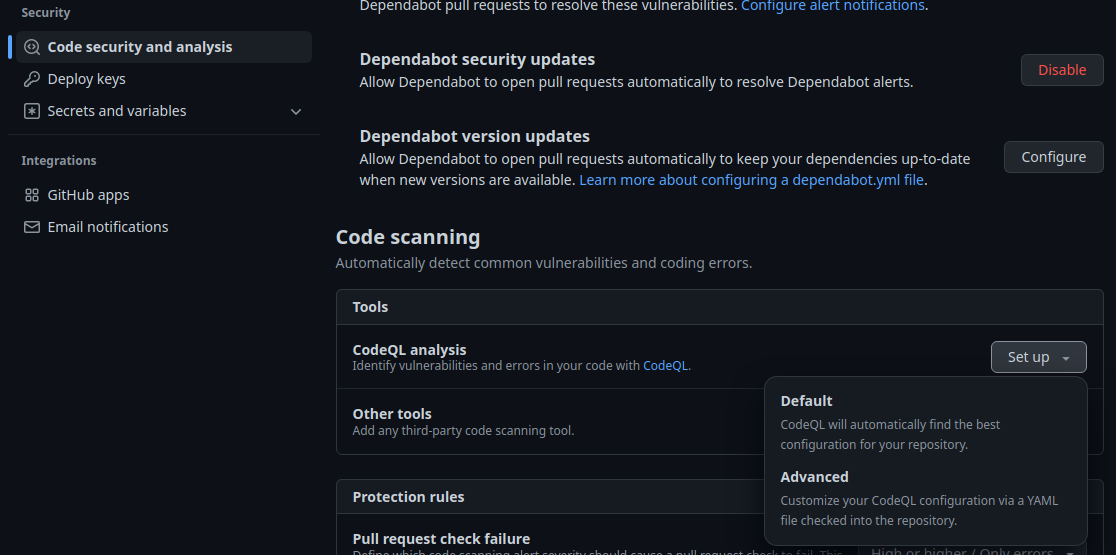 Security
Code security and analysis
Deploy keys
Secrets and variables
Integrations
GitHub apps
Email notifications
Dependabot pull requests to resolve these vulnerabilities. Configure alert notifications.
Dependabot security updates
Allow Dependabot to open pull requests automatically to resolve Dependabot alerts.
Disable
Dependabot version updates
Allow Dependabot to open pull requests automatically to keep your dependencies up-to-date
when new versions are available. Learn more about configuring a dependabot.yml file.
Configure
Code scanning
Automatically detect common vulnerabilities and coding errors.
Tools
CodeQL analysis
Identify vulnerabilities and errors in your code with CodeQL.
Set up
Default
CodeQL will automatically find the best
configuration for your repository.
Advanced
Customize your CodeQL configuration via a YAML
file checked into the repository.
Other tools
Add any third-party code scanning tool.
Protection rules
Pull request check failure
Define which code scanning alert severity should cause a pull request check to fail. This
High or higher / Only errors